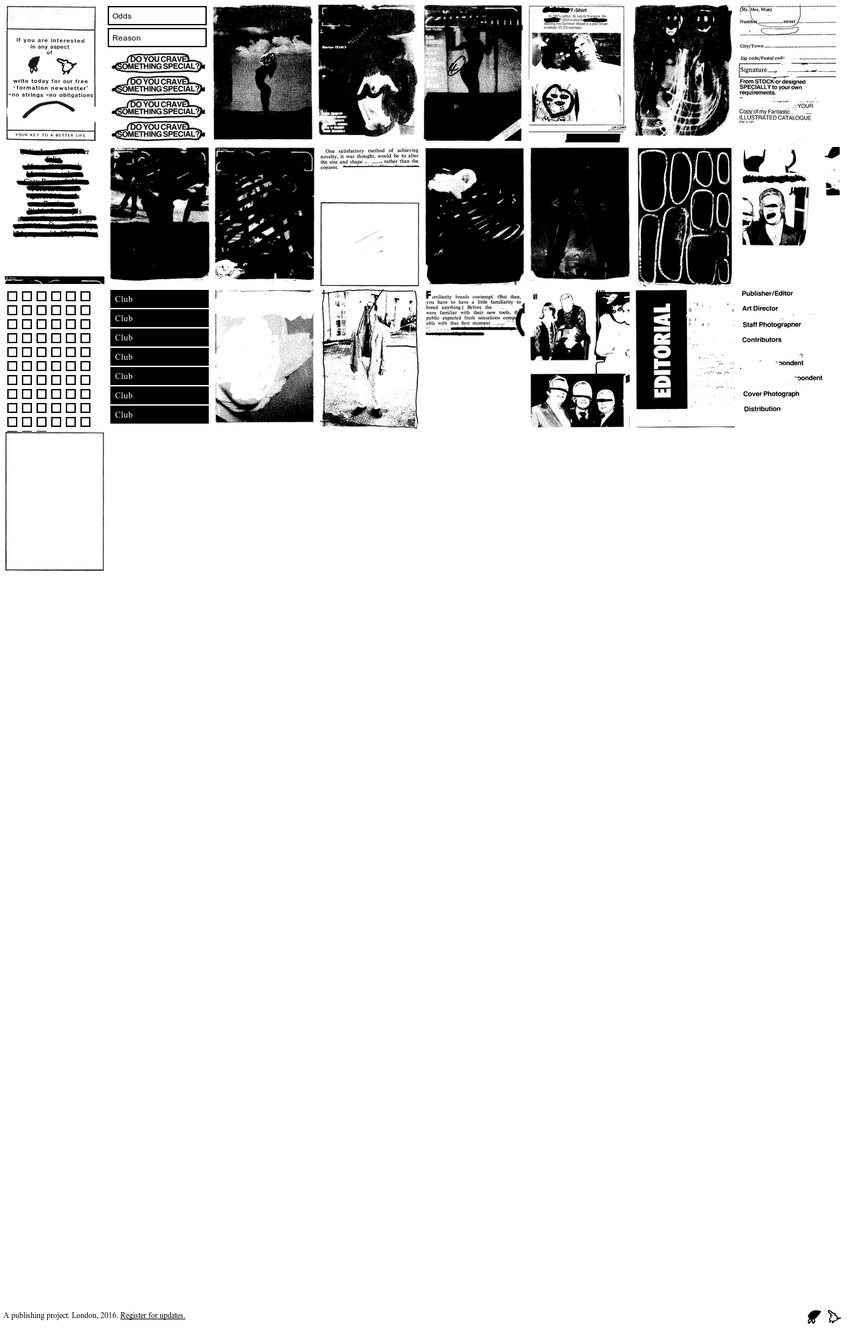 If you are interested
in any aspect
of
write today for our free
formation newsletter'
no strings no obligations
YOUR KEY TO A BETTER LIFE.
Odds
Reason
DO YOU CRAVE
SOMETHING SPECIAL?
DO YOU CRAVE
SOMETHING SPECIAL?
DO YOU CRAVE
SOMETHING SPECIAL?
DO YOU CRAVE
SOMETHING SPECIAL?
T-Shirt
(Mr. Mrs. Miss)
Number street
City/Town
Zip code/Postal code
Signature
From STOCK or designed
SPECIALLY to your own
requirements.
YOUR
Copy of my Fantastic
ILLUSTRATED CATALOGUE
One satisfactory method of achieving
novelty, it was thought, would be to alter
the size and shape rather than the
content.
Club
Club
Club
Club
Club
Club
Club
Familiarity breeds contempt. (But then,
you have to have a little familiarity to
breed anything.) Before the
were familiar with their new tools,
public expected fresh sensations
able with that first moment
EDITORIAL
Publisher/Editor
Art Director
Staff Photographer
Contributors
pondent
pondent
Cover Photograph
Distribution
A publishing project. London, 2016. Register for updates.